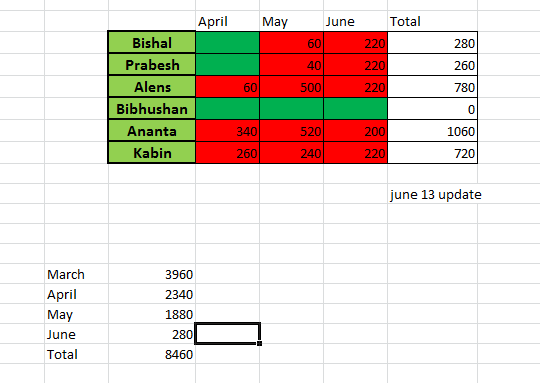 April May June Total
Bishal 60 220 280
Prabesh 40 220 260
Alens 60 500 220 780
Bibhushan 0
Ananta 340 520 200 1060
Kabin 260 240 220 720
june 13 update
March 3960
April 2340
May 1880
June 280
Total 8460